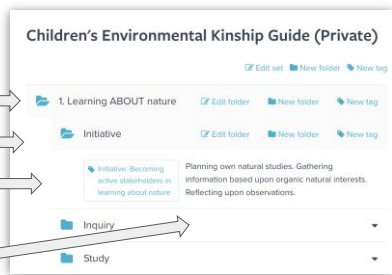 Children's Environmental Kinship Guide (Private)
Edit set New folder New tag
1. Learning ABOUT nature Edit folder New folder New tag
Initiative Edit folder New folder New tag
Initiative: Becoming active stakeholders in learning about nature
Planning own natural studies. Gathering
information based upon organic natural interests.
Reflecting upon observations.
Inquiry
Study